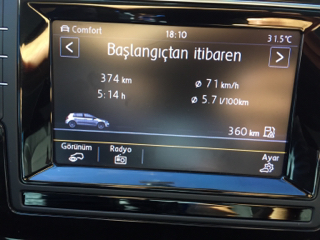 Comfort 18:10 31.5°C
Başlangıçtan itibaren
374 km ø 71 km/h
5:14 h ø 5.7 l/100km
360 km
Görünüm Radyo Ayar